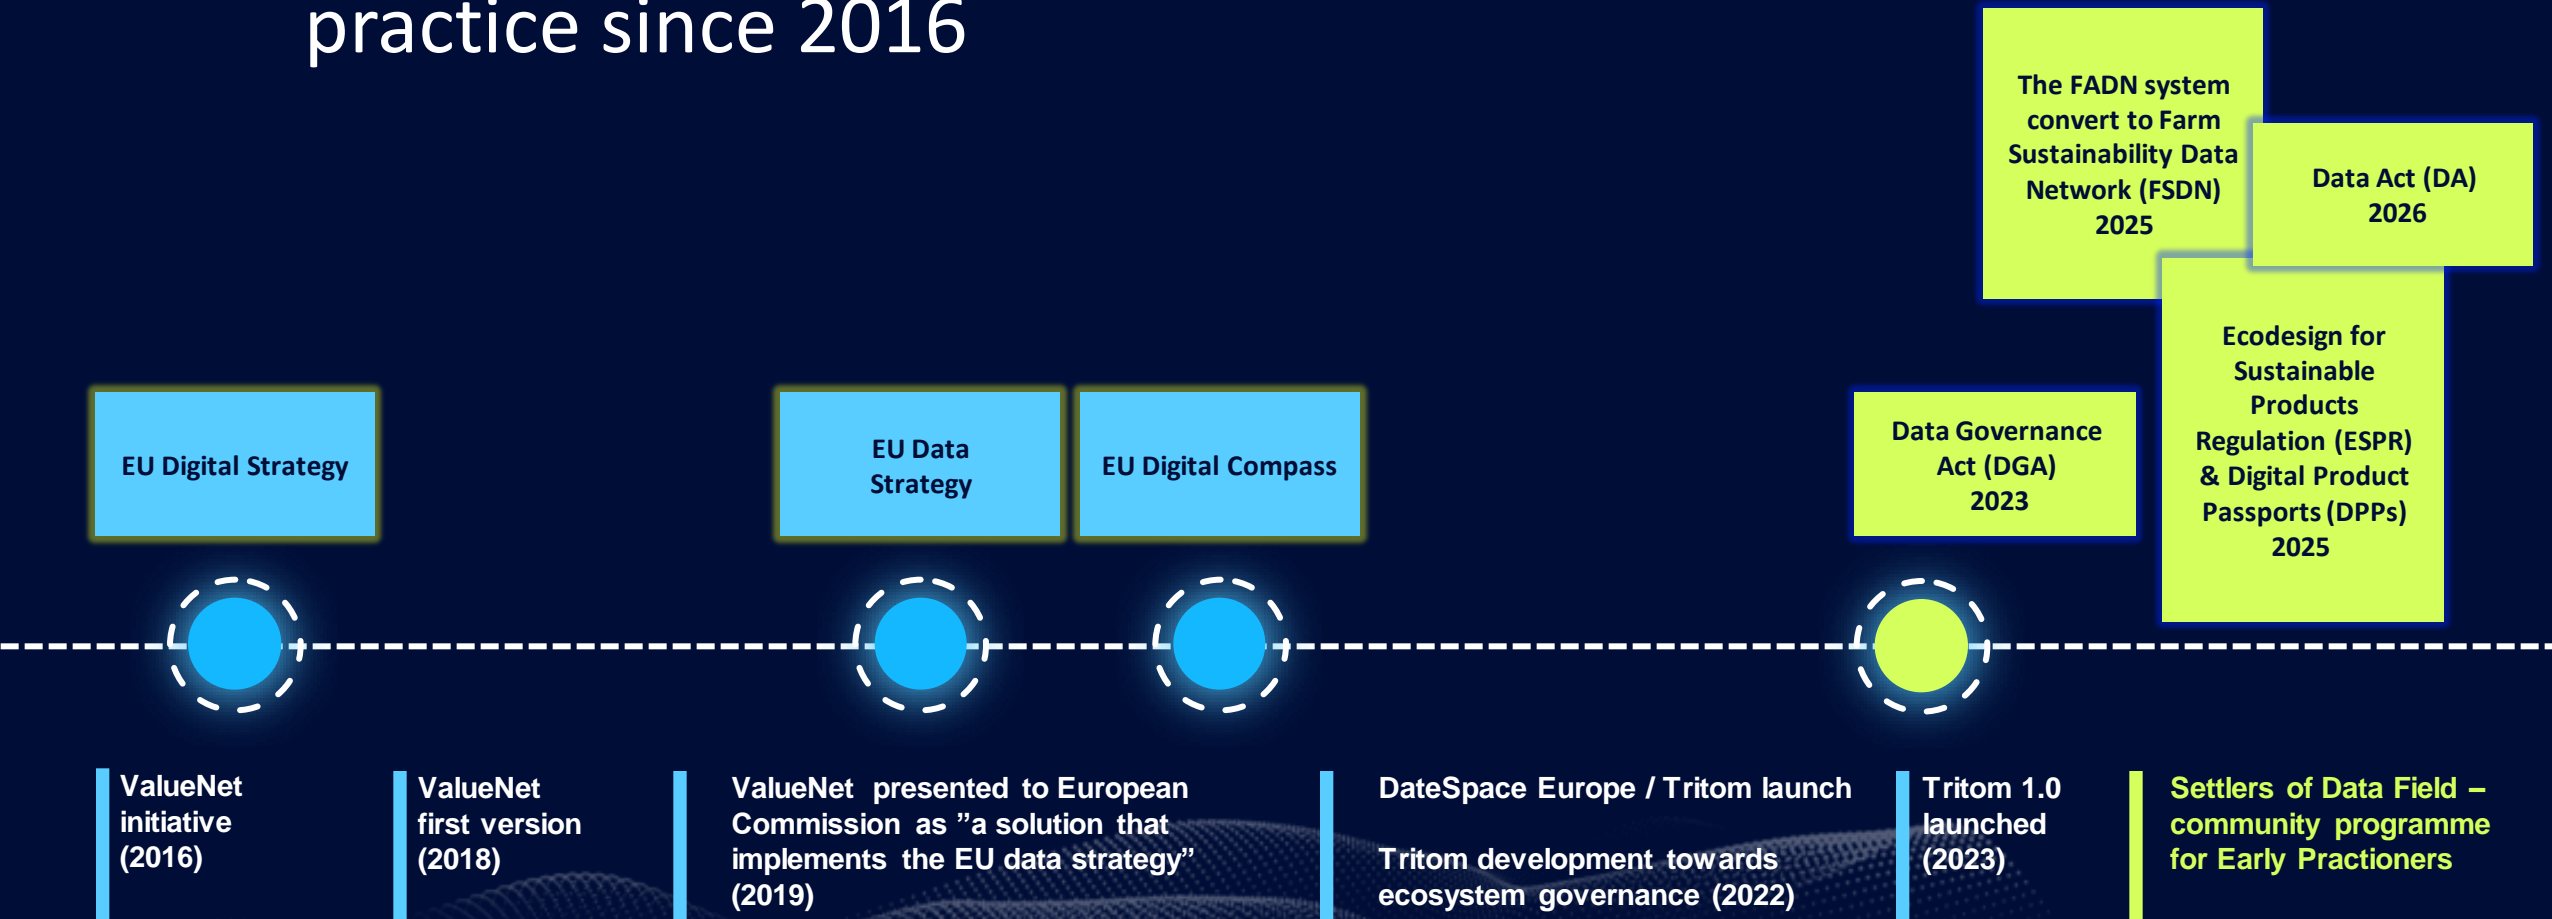 practice since 2016
The FADN system
convert to Farm
Sustainability Data
Network (FSDN)
2025
Data Act (DA)
2026
Ecodesign for
Sustainable
Products
Regulation (ESPR)
& Digital Product
Passports (DPPs)
2025
EU Digital Strategy
EU Data
Strategy
EU Digital Compass
Data Governance
Act (DGA)
2023
ValueNet
initiative
(2016)
ValueNet
first version
(2018)
ValueNet presented to European
Commission as ”a solution that
implements the EU data strategy”
(2019)
DateSpace Europe / Tritom launch
Tritom development towards
ecosystem governance (2022)
Tritom 1.0
launched
(2023)
Settlers of Data Field –
community programme
for Early Practioners